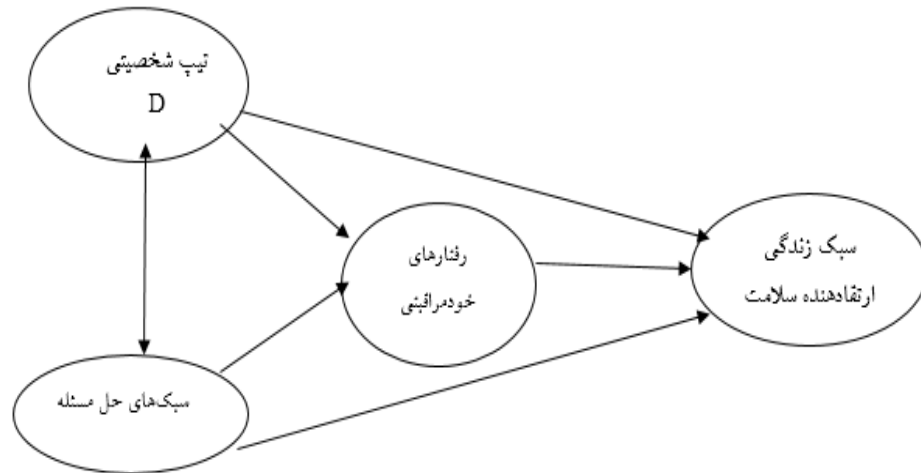 تیپ شخصیتی
D
رفتارهای
خودمراقبتی
سبک زندگی
ارتقادهنده سلامت
سبک‌های حل مسئله